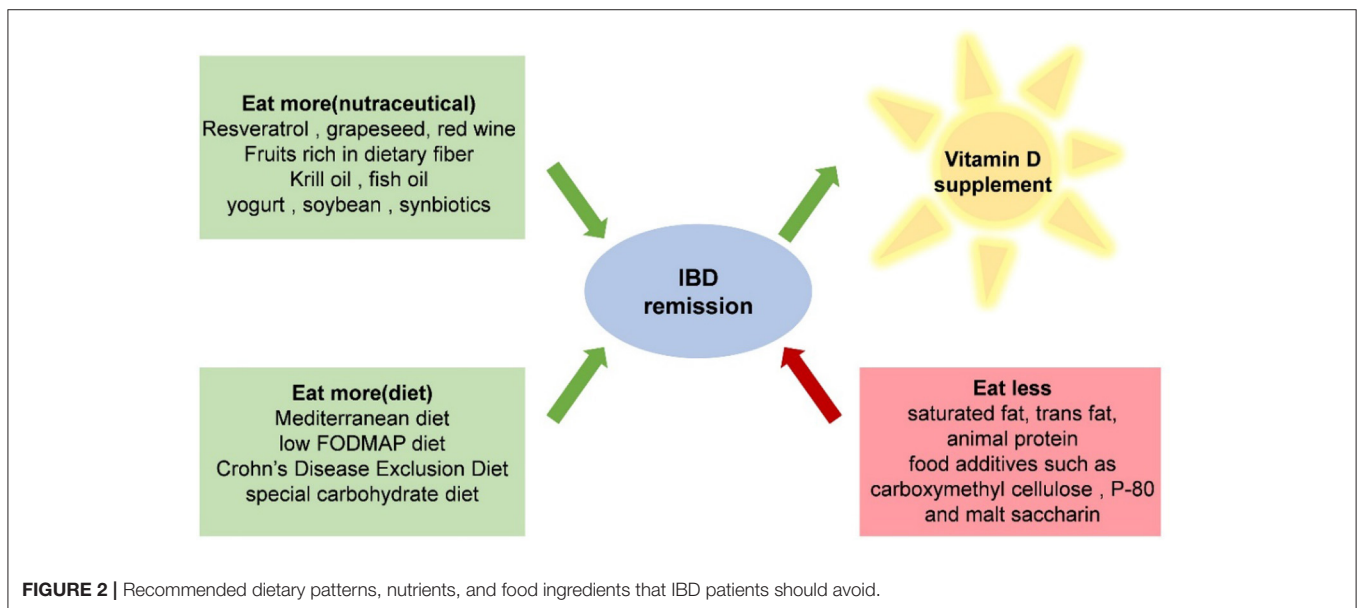 Eat more(nutraceutical)
Resveratrol , grapeseed, red wine
Fruits rich in dietary fiber
Krill oil , fish oil
yogurt , soybean , synbiotics
Vitamin D
supplement
IBD
remission
Eat more(diet)
Mediterranean diet
low FODMAP diet
Crohn's Disease Exclusion Diet
special carbohydrate diet
Eat less
saturated fat, trans fat,
animal protein
food additives such as
carboxymethyl cellulose , P-80
and malt saccharin
FIGURE 2 | Recommended dietary patterns, nutrients, and food ingredients that IBD patients should avoid.